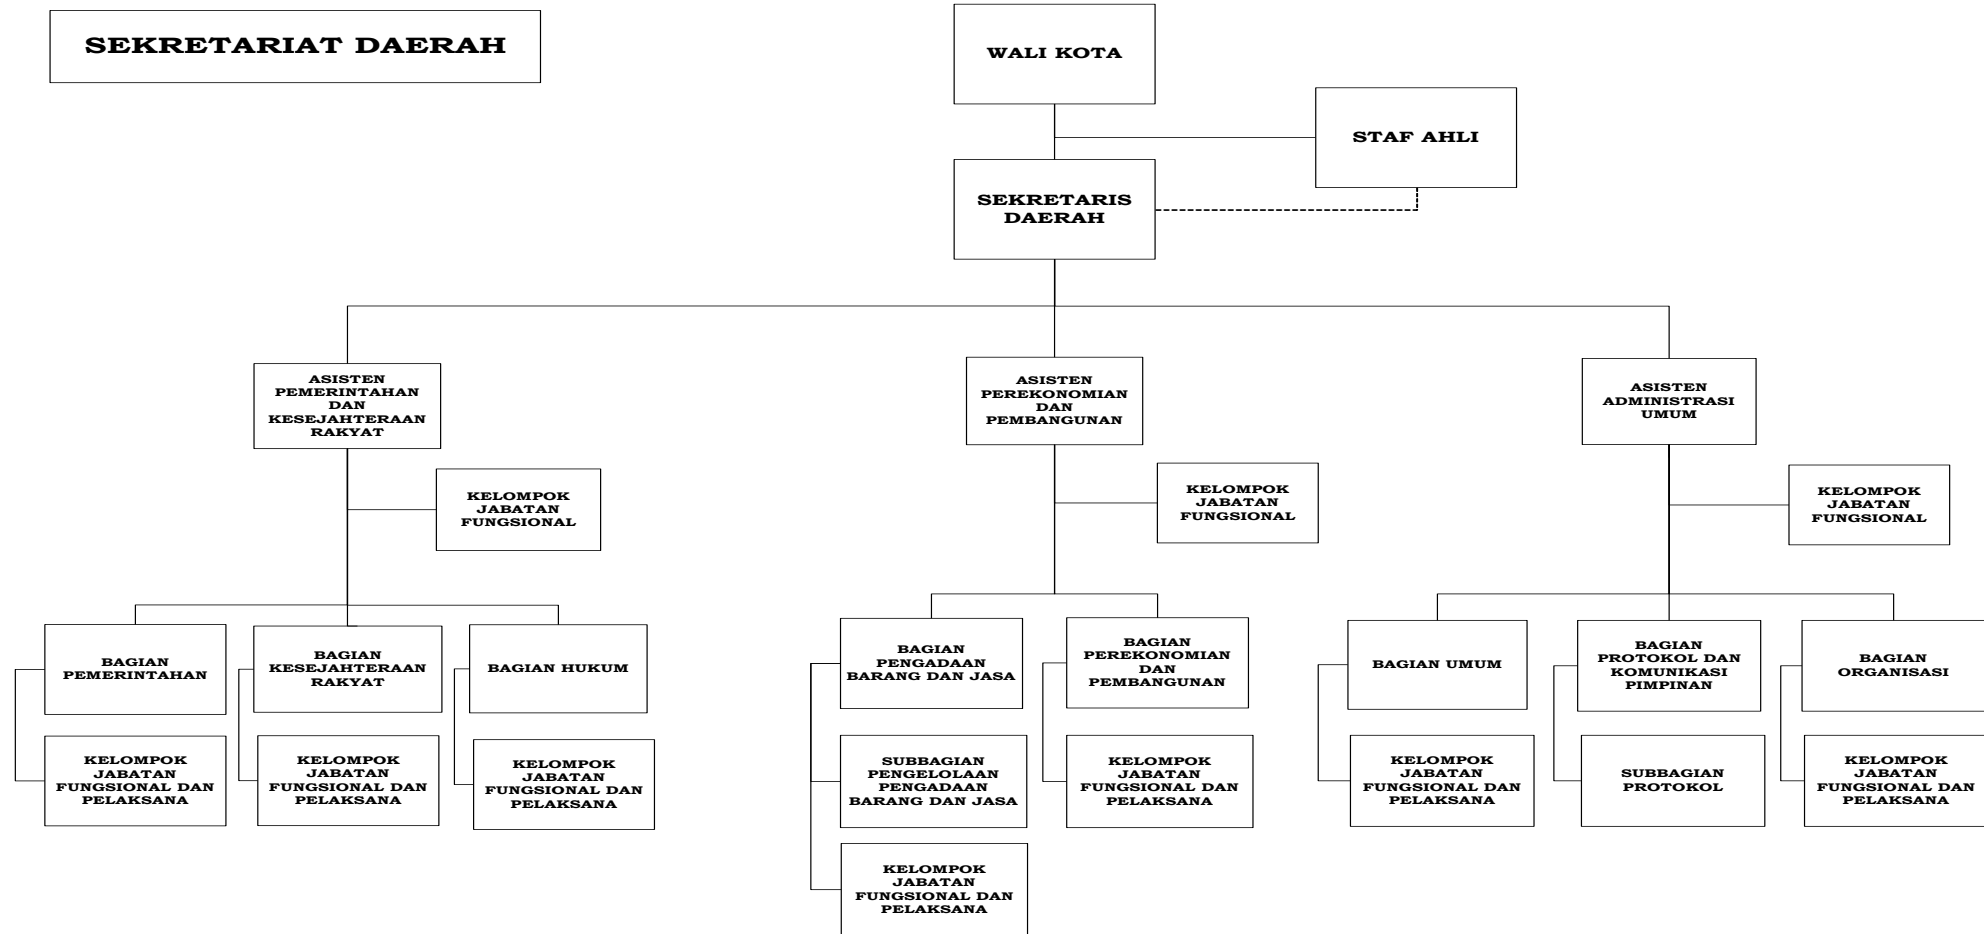 SEKRETARIAT DAERAH
WALI KOTA
STAF AHLI
SEKRETARIS
DAERAH
ASISTEN
PEMERINTAHAN
DAN
KESEJAHTERAAN
RAKYAT
ASISTEN
PEREKONOMIAN
DAN
PEMBANGUNAN
ASISTEN
ADMINISTRASI
UMUM
KELOMPOK
JABATAN
FUNGSIONAL
KELOMPOK
JABATAN
FUNGSIONAL
KELOMPOK
JABATAN
FUNGSIONAL
BAGIAN
PEMERINTAHAN
BAGIAN
KESEJAHTERAAN
RAKYAT
BAGIAN HUKUM
BAGIAN
PENGADAAN
BARANG DAN JASA
BAGIAN
PEREKONOMIAN
DAN
PEMBANGUNAN
BAGIAN UMUM
BAGIAN
PROTOKOL DAN
KOMUNIKASI
PIMPINAN
BAGIAN
ORGANISASI
KELOMPOK
JABATAN
FUNGSIONAL DAN
PELAKSANA
KELOMPOK
JABATAN
FUNGSIONAL DAN
PELAKSANA
KELOMPOK
JABATAN
FUNGSIONAL DAN
PELAKSANA
SUBBAGIAN
PENGELOLAAN
PENGADAAN
BARANG DAN JASA
KELOMPOK
JABATAN
FUNGSIONAL DAN
PELAKSANA
KELOMPOK
JABATAN
FUNGSIONAL DAN
PELAKSANA
SUBBAGIAN
PROTOKOL
KELOMPOK
JABATAN
FUNGSIONAL DAN
PELAKSANA
KELOMPOK
JABATAN
FUNGSIONAL DAN
PELAKSANA